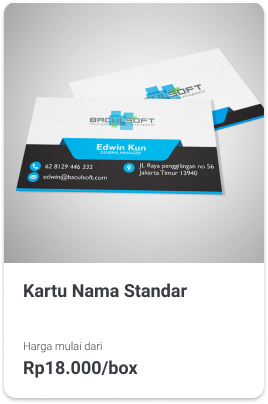 BACULSOFT
Edwin Kun
GENERAL MANAGER
62 8129 446 332
edwin@baculsoft.com
JL. Raya penggilingan no 56
Jakarta Timur 13940
Kartu Nama Standar
Harga mulai dari
Rp18.000/box